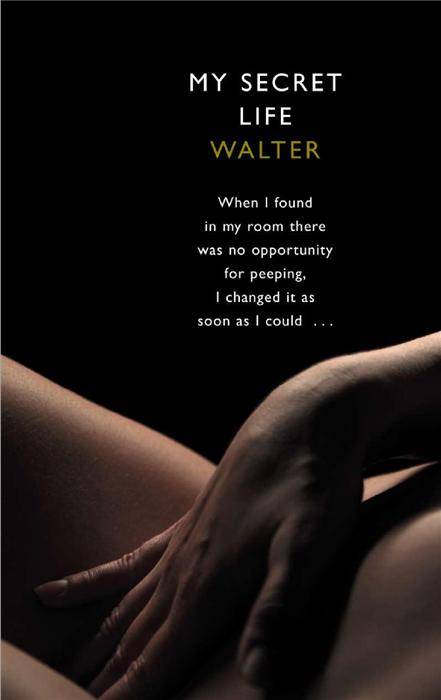 MY SECRET
LIFE
WALTER
When I found
in my room there
was no opportunity
for peeping,
I changed it as
soon as I could ...